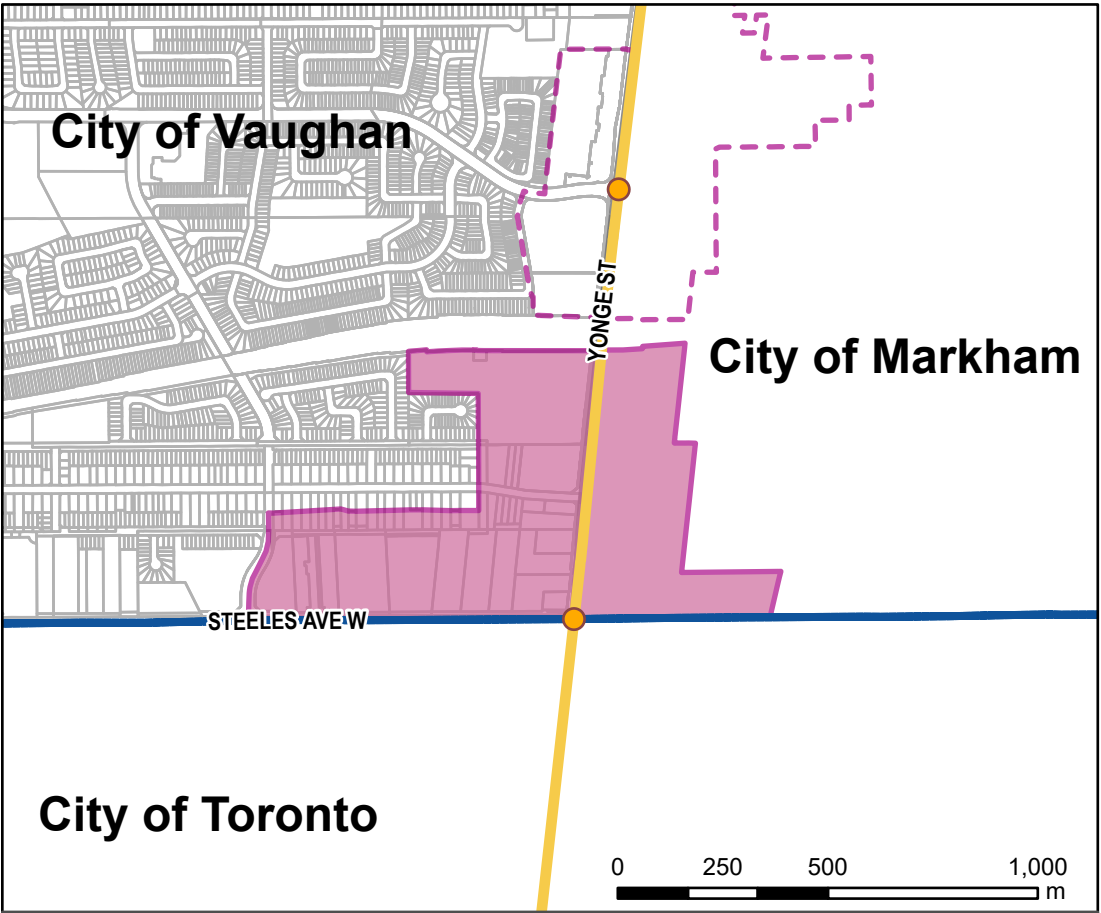 City of Vaughan
YONGE ST
City of Markham
STEELES AVE W
City of Toronto
0 250 500 1,000
m